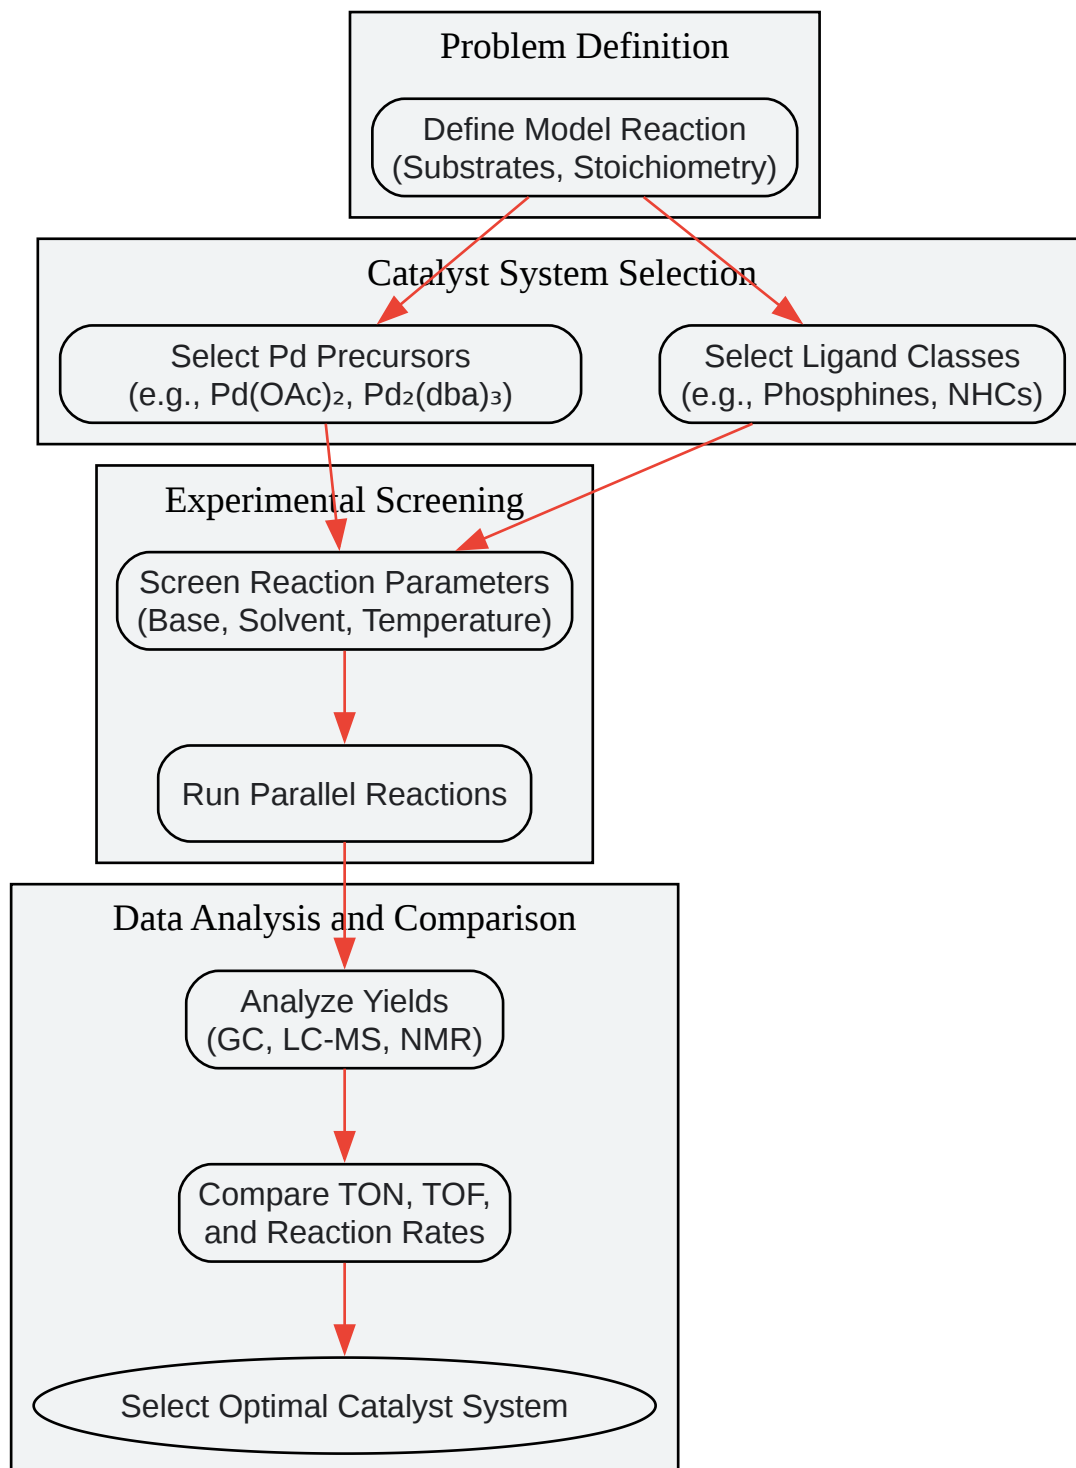 Problem Definition
Define Model Reaction
(Substrates, Stoichiometry)
Catalyst System Selection
Select Pd Precursors
(e.g., Pd(OAc)₂, Pd₂(dba)₃)
Select Ligand Classes
(e.g., Phosphines, NHCs)
Experimental Screening
Screen Reaction Parameters
(Base, Solvent, Temperature)
Run Parallel Reactions
Data Analysis and Comparison
Analyze Yields
(GC, LC-MS, NMR)
Compare TON, TOF,
and Reaction Rates
Select Optimal Catalyst System